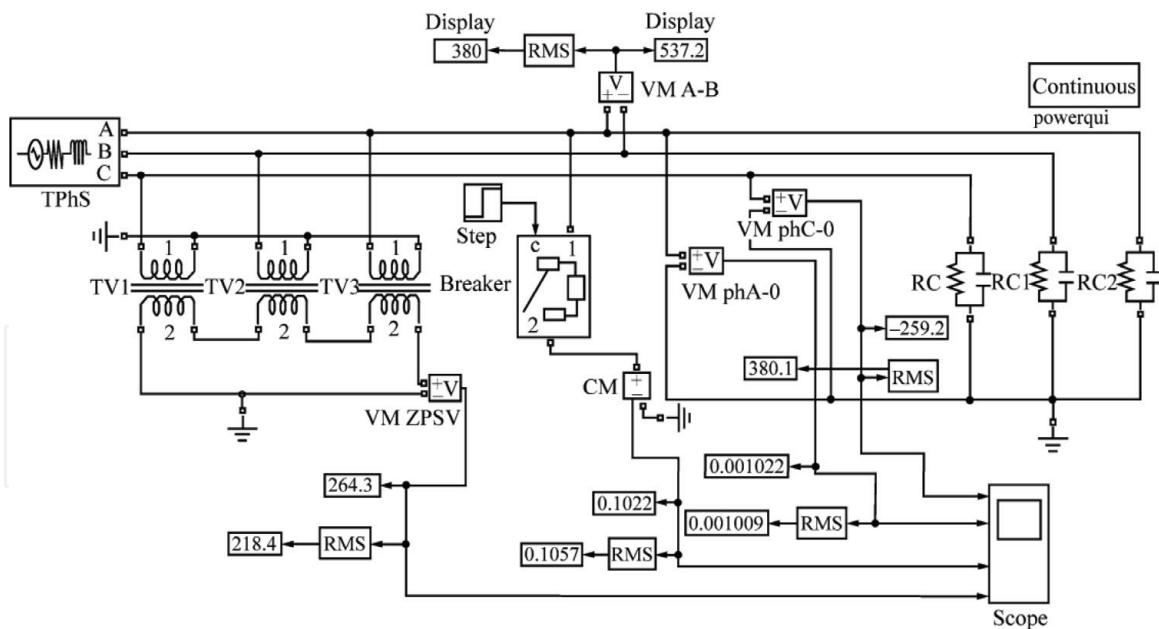 Display
Display
380
RMS
537.2
V
+ −
VM A-B
Continuous
powerqui
A
B
C
TPhS
+
−
V
VM phC-0
Step
c
1
1
1
1
+
−
V
VM phA-0
TV1
TV2
TV3
Breaker
RC
RC1
RC2
2
2
2
2
−259.2
380.1
RMS
CM
+
−
+
−
V
VM ZPSV
0.001022
264.3
0.1022
0.001009
RMS
218.4
RMS
0.1057
RMS
Scope